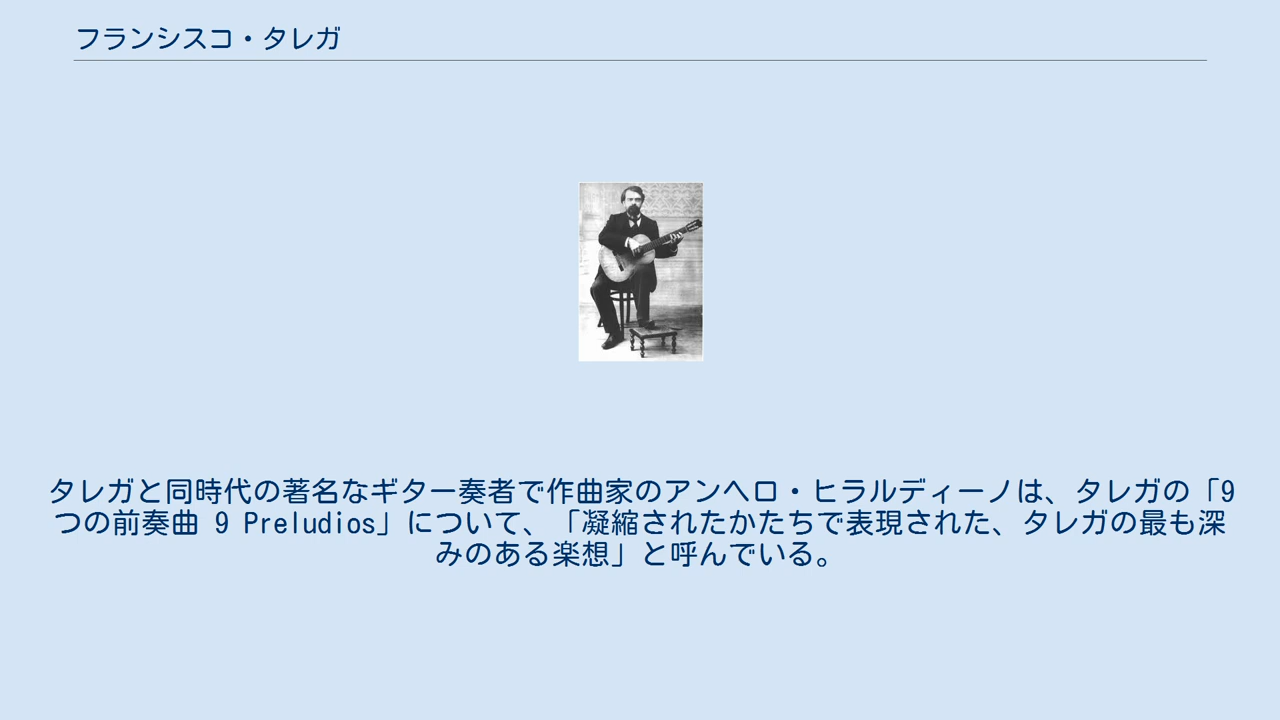 フランシスコ・タレガ
タレガと同時代の著名なギター奏者で作曲家のアンヘロ・ヒラルディーノは、タレガの「9
つの前奏曲 9 Preludios」について、「凝縮されたかたちで表現された、タレガの最も深
みのある楽想」と呼んでいる。